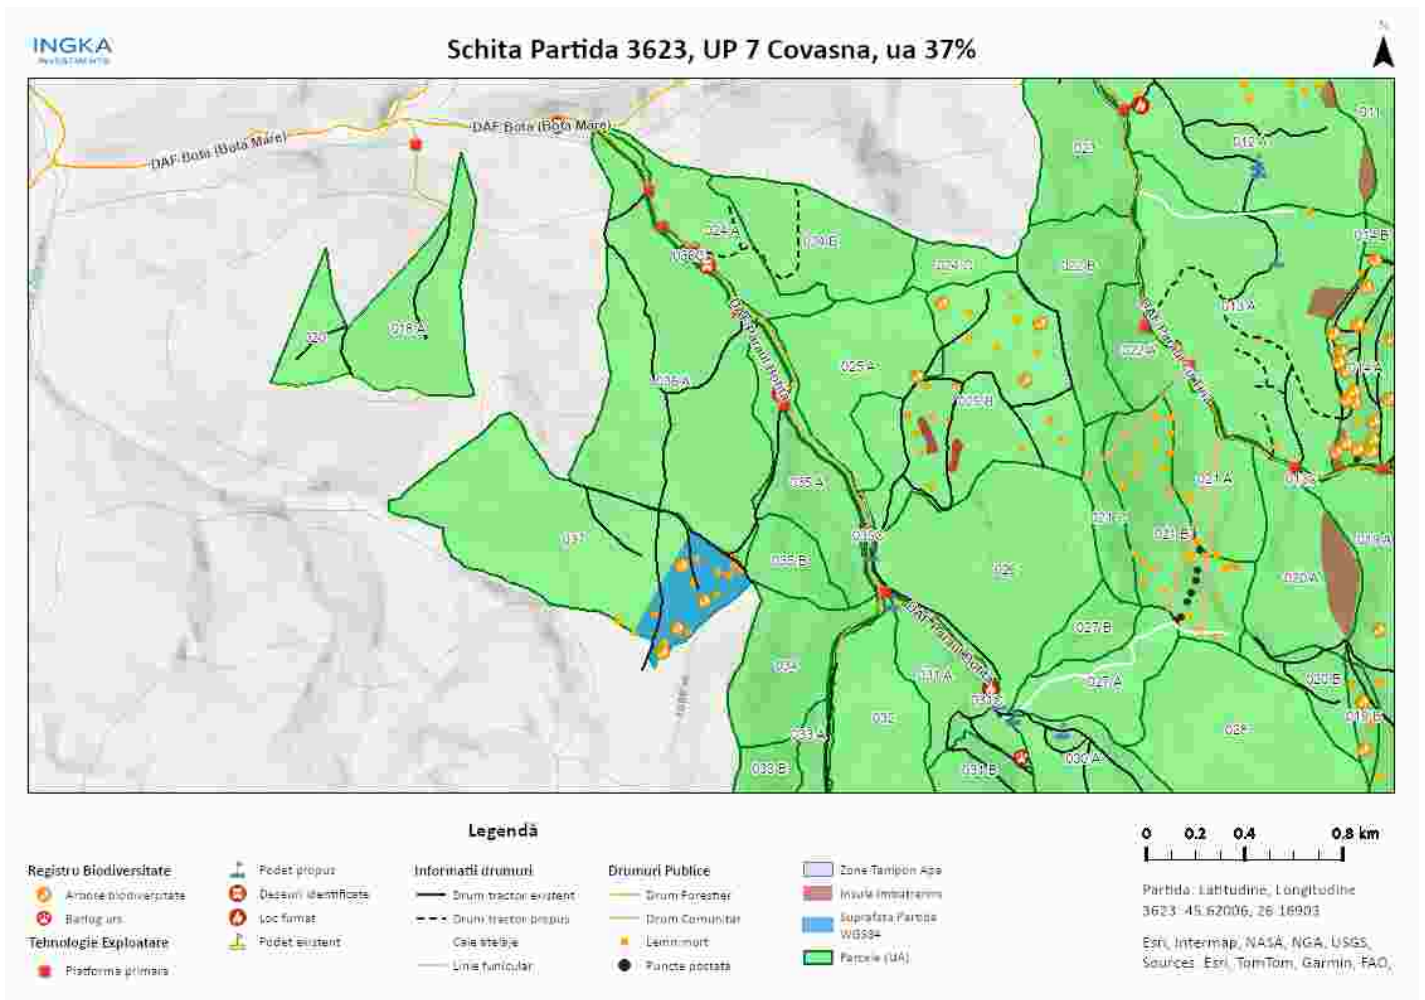 INGKA
INVESTMENTS
Schita Partida 3623, UP 7 Covasna, ua 37%
N
DAF Bota (Bota Mare)
DAF Bota (Bota Mare)
011
023
012 A
024 A
024 B
014 B
022 B
013 A
018 A
022 A
025 A
014 A
036 A
025 B
035 A
021 A
021 B
037
035 B
026
020 A
019 A
027 B
034
031 A
027 A
020 B
032
019 B
033 A
028
033 B
031 B
030 A
Legendă
0 0.2 0.4 0.8 km
Registru Biodiversitate
Arbore biodiversitate
Barlog urs
Tehnologie Exploatare
Platforma primara
Podet propus
Deseuri identificate
Loc fumat
Podet existent
Informatii drumuri
Drum tractor existent
Drum tractor propus
Cale atelaje
Linie funicular
Drumuri Publice
Drum Forestier
Drum Comunitar
Lemn mort
Puncte postata
Zone Tampon Apa
Insule Imbatranire
Suprafata Partida
WGS84
Parcele (UA)
Partida: Latitudine, Longitudine
3623: 45.62006, 26.16903
Esri, Intermap, NASA, NGA, USGS,
Sources: Esri, TomTom, Garmin, FAO,